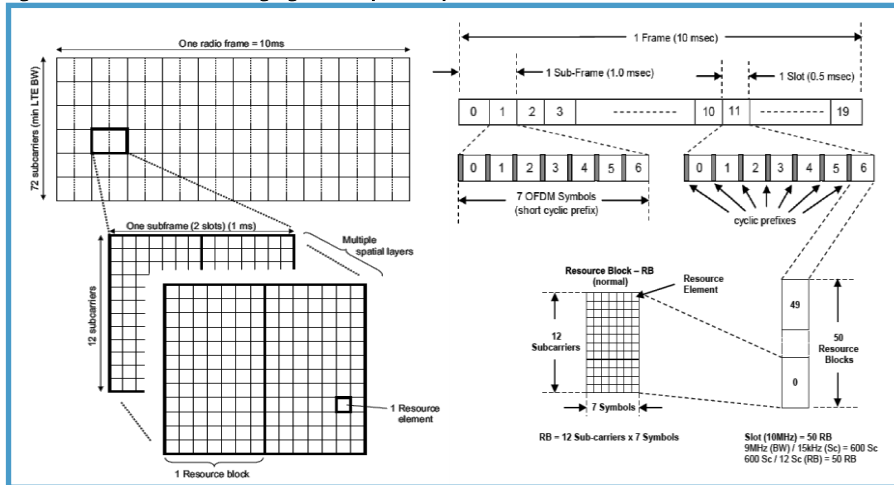 One radio frame = 10ms
72 subcarriers (min LTE BW)
One subframe (2 slots) (1 ms)
Multiple
spatial layers
12 subcarriers
1 Resource
element
1 Resource block
1 Frame (10 msec)
1 Sub-Frame (1.0 msec)
1 Slot (0.5 msec)
0 1 2 3 10 11 19
0 1 2 3 4 5 6
0 1 2 3 4 5 6
7 OFDM Symbols
(short cyclic prefix)
cyclic prefixes
Resource Block – RB
(normal)
Resource
Element
12
Subcarriers
7 Symbols
RB = 12 Sub-carriers x 7 Symbols
49
0
50
Resource
Blocks
Slot (10MHz) = 50 RB
9MHz (BW) / 15kHz (Sc) = 600 Sc
600 Sc / 12 Sc (RB) = 50 RB